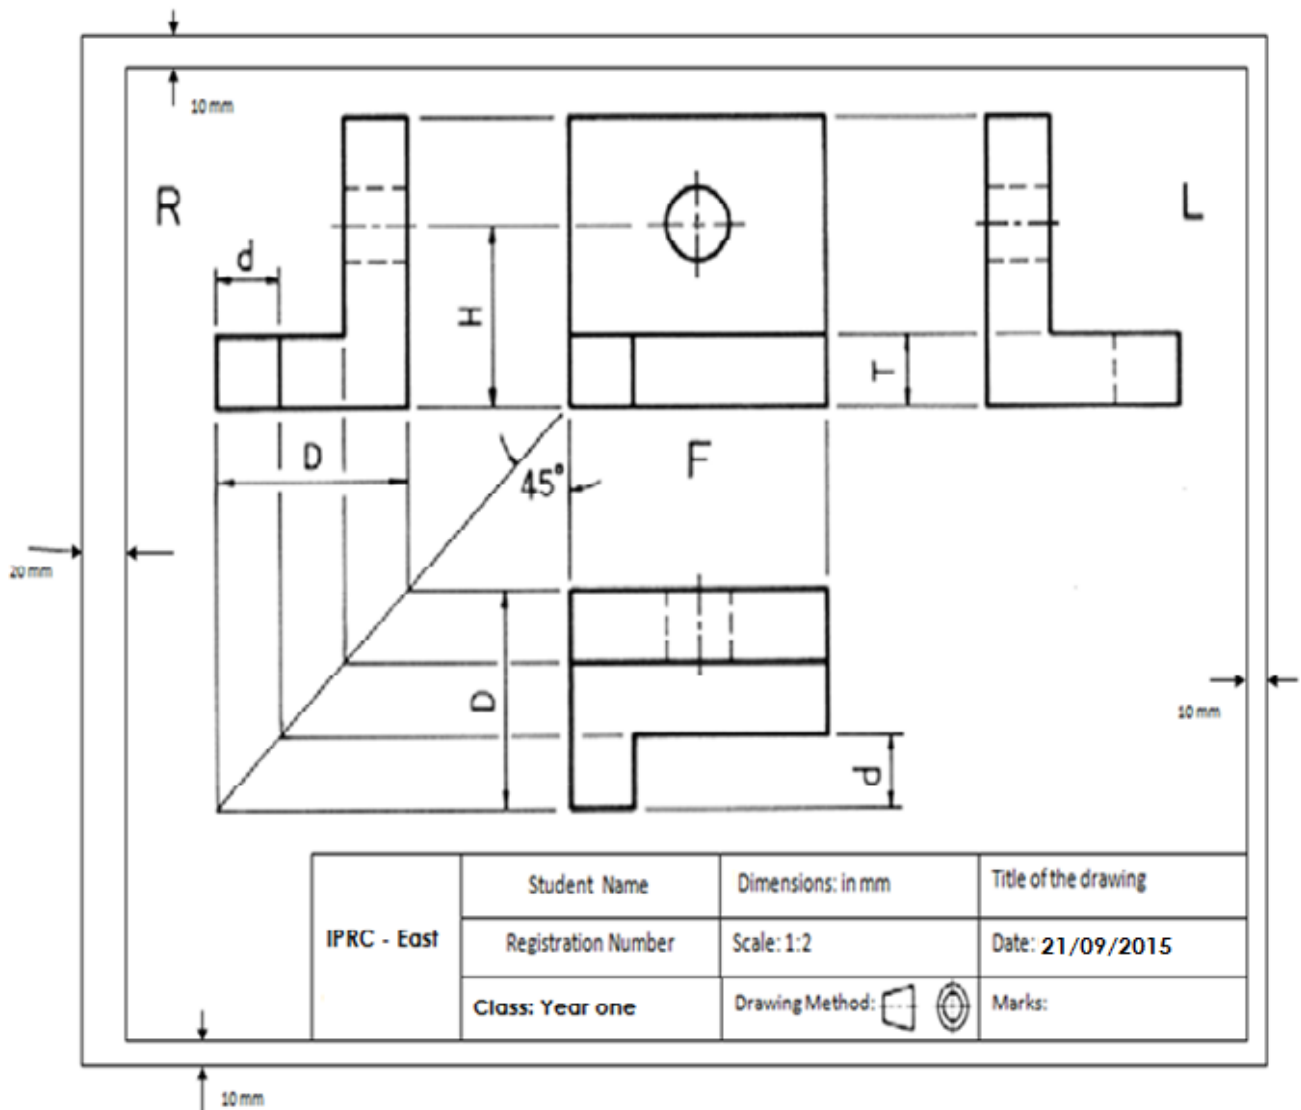 10 mm
R
L
d
H
T
D
45°
F
20 mm
D
10 mm
d
IPRC - East
Student Name
Dimensions: in mm
Title of the drawing
Registration Number
Scale: 1:2
Date: 21/09/2015
Class: Year one
Drawing Method:
Marks:
10 mm